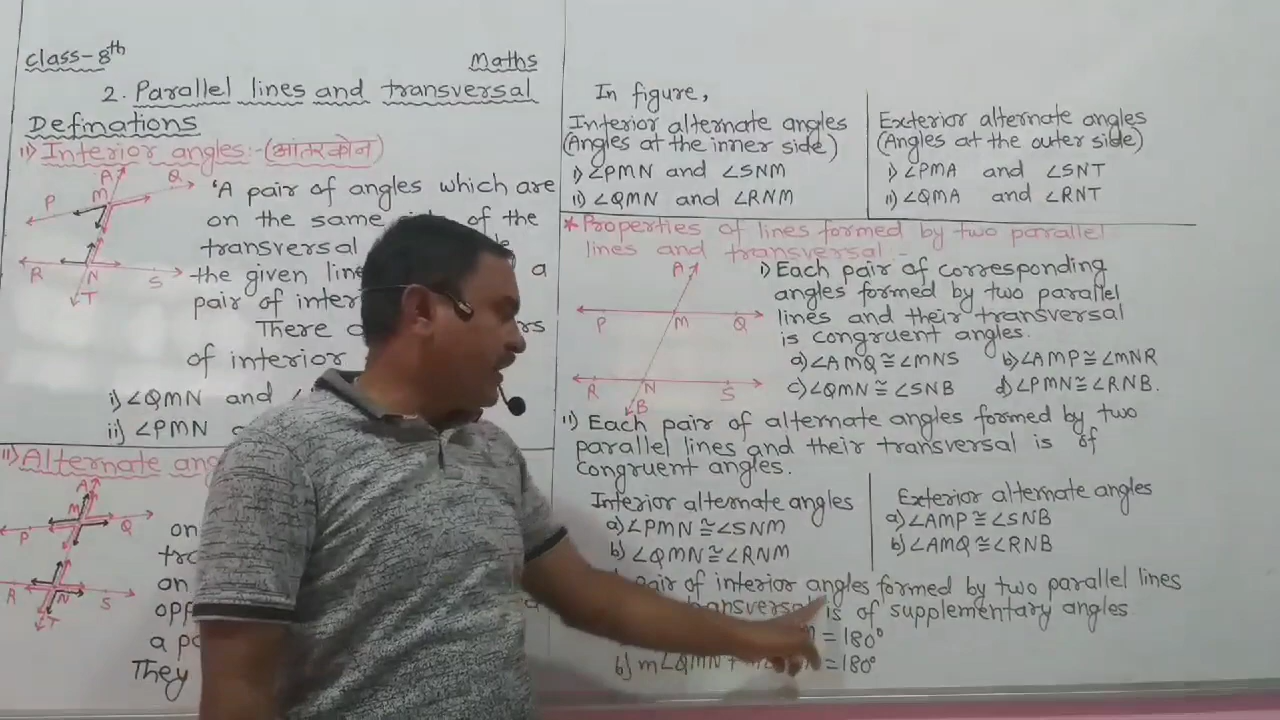 class-8th Maths
2. Parallel lines and transversal
Definations
i) Interior angles:-(आंतरकोन)
A
P M Q
R N S
T
'A pair of angles which are
on the same side of the
transversal
the given line a
pair of inter
There rs
of interior
i) ∠QMN and
ii) ∠PMN
ii) Alternate ang
A
P M Q
R N S
T
on
tra
on
opp a
a pa
They
In figure,
Interior alternate angles
(Angles at the inner side)
i) ∠PMN and ∠SNM
ii) ∠QMN and ∠RNM
Exterior alternate angles
(Angles at the outer side)
i) ∠PMA and ∠SNT
ii) ∠QMA and ∠RNT
* Properties of lines formed by two parallel
lines and transversal.-
A
P M Q
R N S
B
i) Each pair of corresponding
angles formed by two parallel
lines and their transversal
is congruent angles.
a) ∠AMQ ≅ ∠MNS b) ∠AMP ≅ ∠MNR
c) ∠QMN ≅ ∠SNB d) ∠PMN ≅ ∠RNB.
ii) Each pair of alternate angles formed by two
parallel lines and their transversal is of
congruent angles.
Interior alternate angles
a) ∠PMN ≅ ∠SNM
b) ∠QMN ≅ ∠RNM
Exterior alternate angles
a) ∠AMP ≅ ∠SNB
b) ∠AMQ ≅ ∠RNB
pair of interior angles formed by two parallel lines
transversal is of supplementary angles
= 180°
b) m∠QMN + = 180°